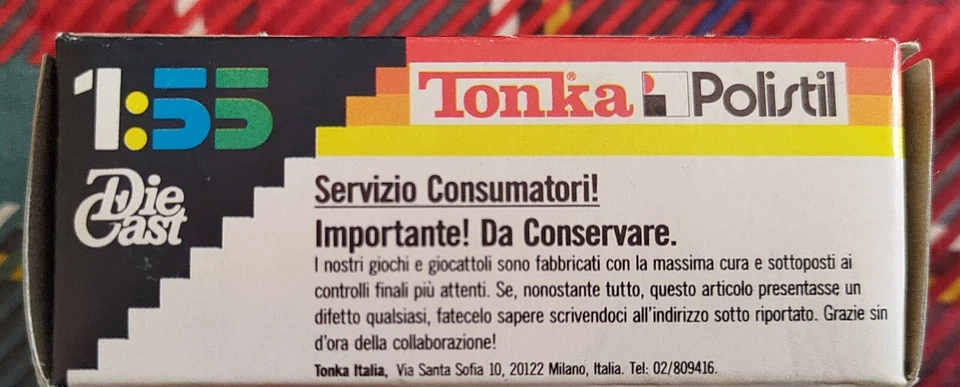 1:55
Die
Cast
Tonka® Polistil
Servizio Consumatori!
Importante! Da Conservare.
I nostri giochi e giocattoli sono fabbricati con la massima cura e sottoposti ai
controlli finali più attenti. Se, nonostante tutto, questo articolo presentasse un
difetto qualsiasi, fatecelo sapere scrivendoci all'indirizzo sotto riportato. Grazie sin
d'ora della collaborazione!
Tonka Italia, Via Santa Sofia 10, 20122 Milano, Italia. Tel: 02/809416.